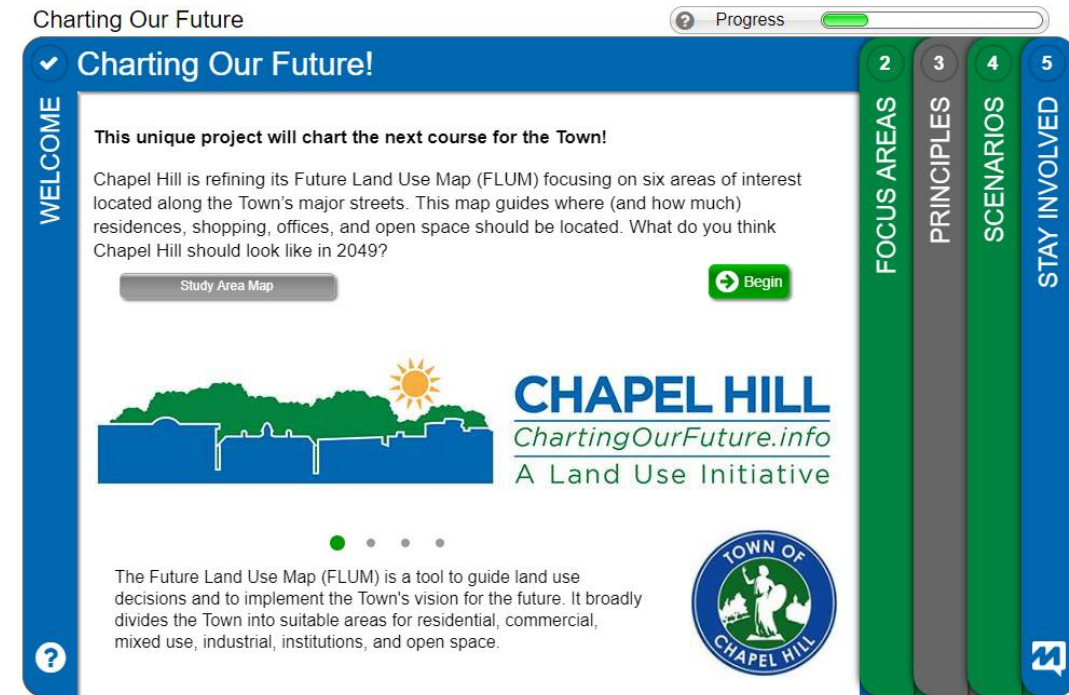 Charting Our Future
? Progress
Charting Our Future!
WELCOME
This unique project will chart the next course for the Town!
Chapel Hill is refining its Future Land Use Map (FLUM) focusing on six areas of interest
located along the Town's major streets. This map guides where (and how much)
residences, shopping, offices, and open space should be located. What do you think
Chapel Hill should look like in 2049?
Study Area Map
Begin
CHAPEL HILL
ChartingOurFuture.info
A Land Use Initiative
The Future Land Use Map (FLUM) is a tool to guide land use
decisions and to implement the Town's vision for the future. It broadly
divides the Town into suitable areas for residential, commercial,
mixed use, industrial, institutions, and open space.
TOWN OF
CHAPEL HILL
?
2
FOCUS AREAS
3
PRINCIPLES
4
SCENARIOS
5
STAY INVOLVED